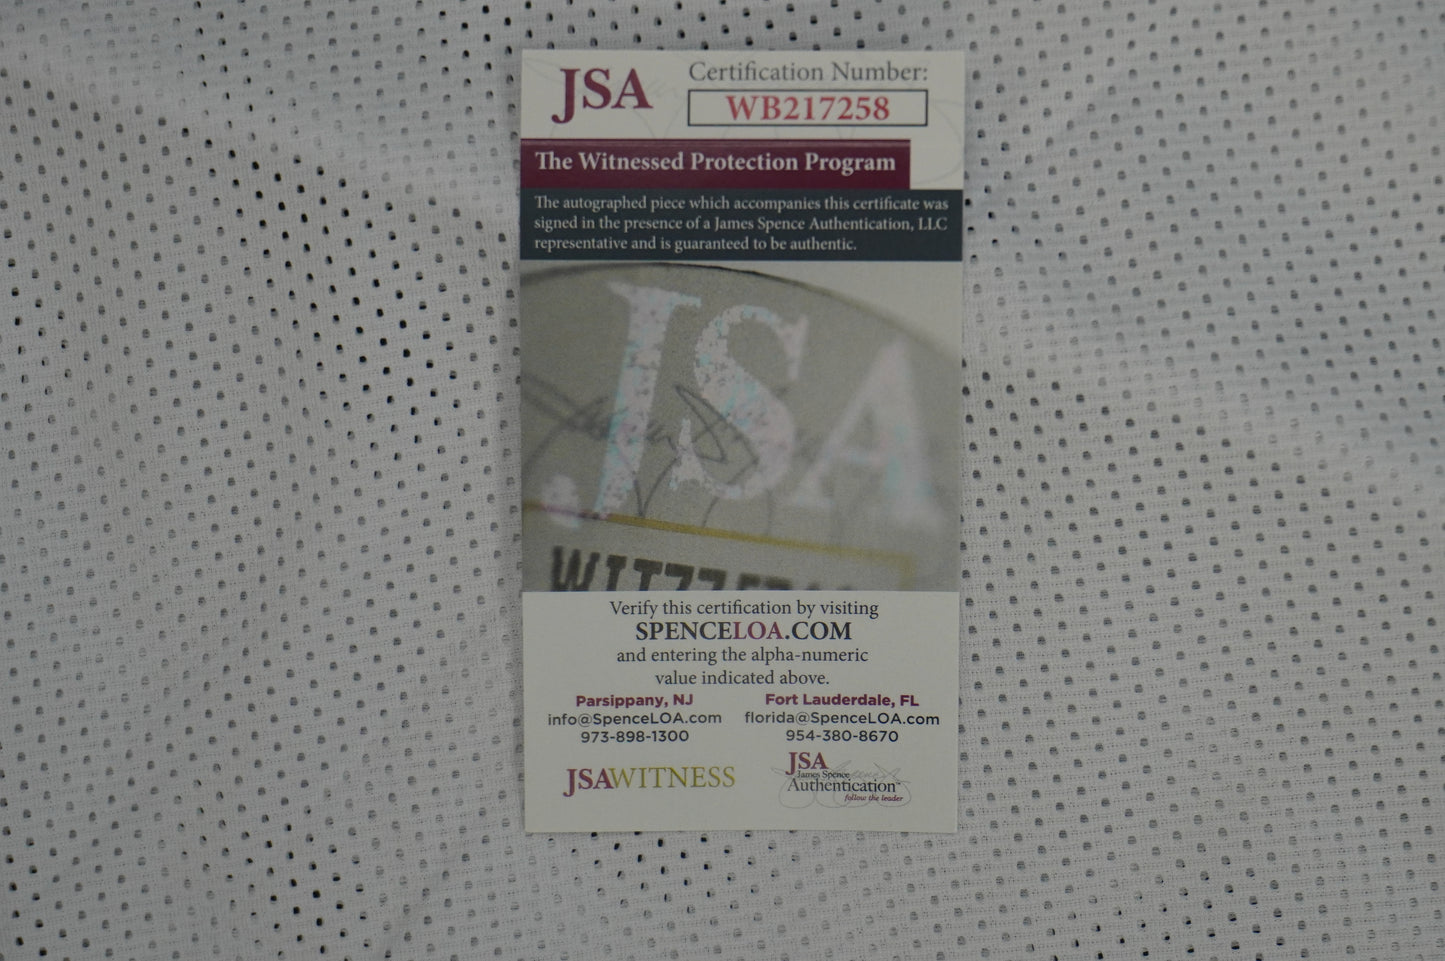 JSA
Certification Number:
WB217258
The Witnessed Protection Program
The autographed piece which accompanies this certificate was
signed in the presence of a James Spence Authentication, LLC
representative and is guaranteed to be authentic.
JSA
Verify this certification by visiting
SPENCELOA.COM
and entering the alpha-numeric
value indicated above.
Parsippany, NJ
info@SpenceLOA.com
973-898-1300
Fort Lauderdale, FL
florida@SpenceLOA.com
954-380-8670
JSAWITNESS
JSA
James Spence
Authentication™
follow the leader